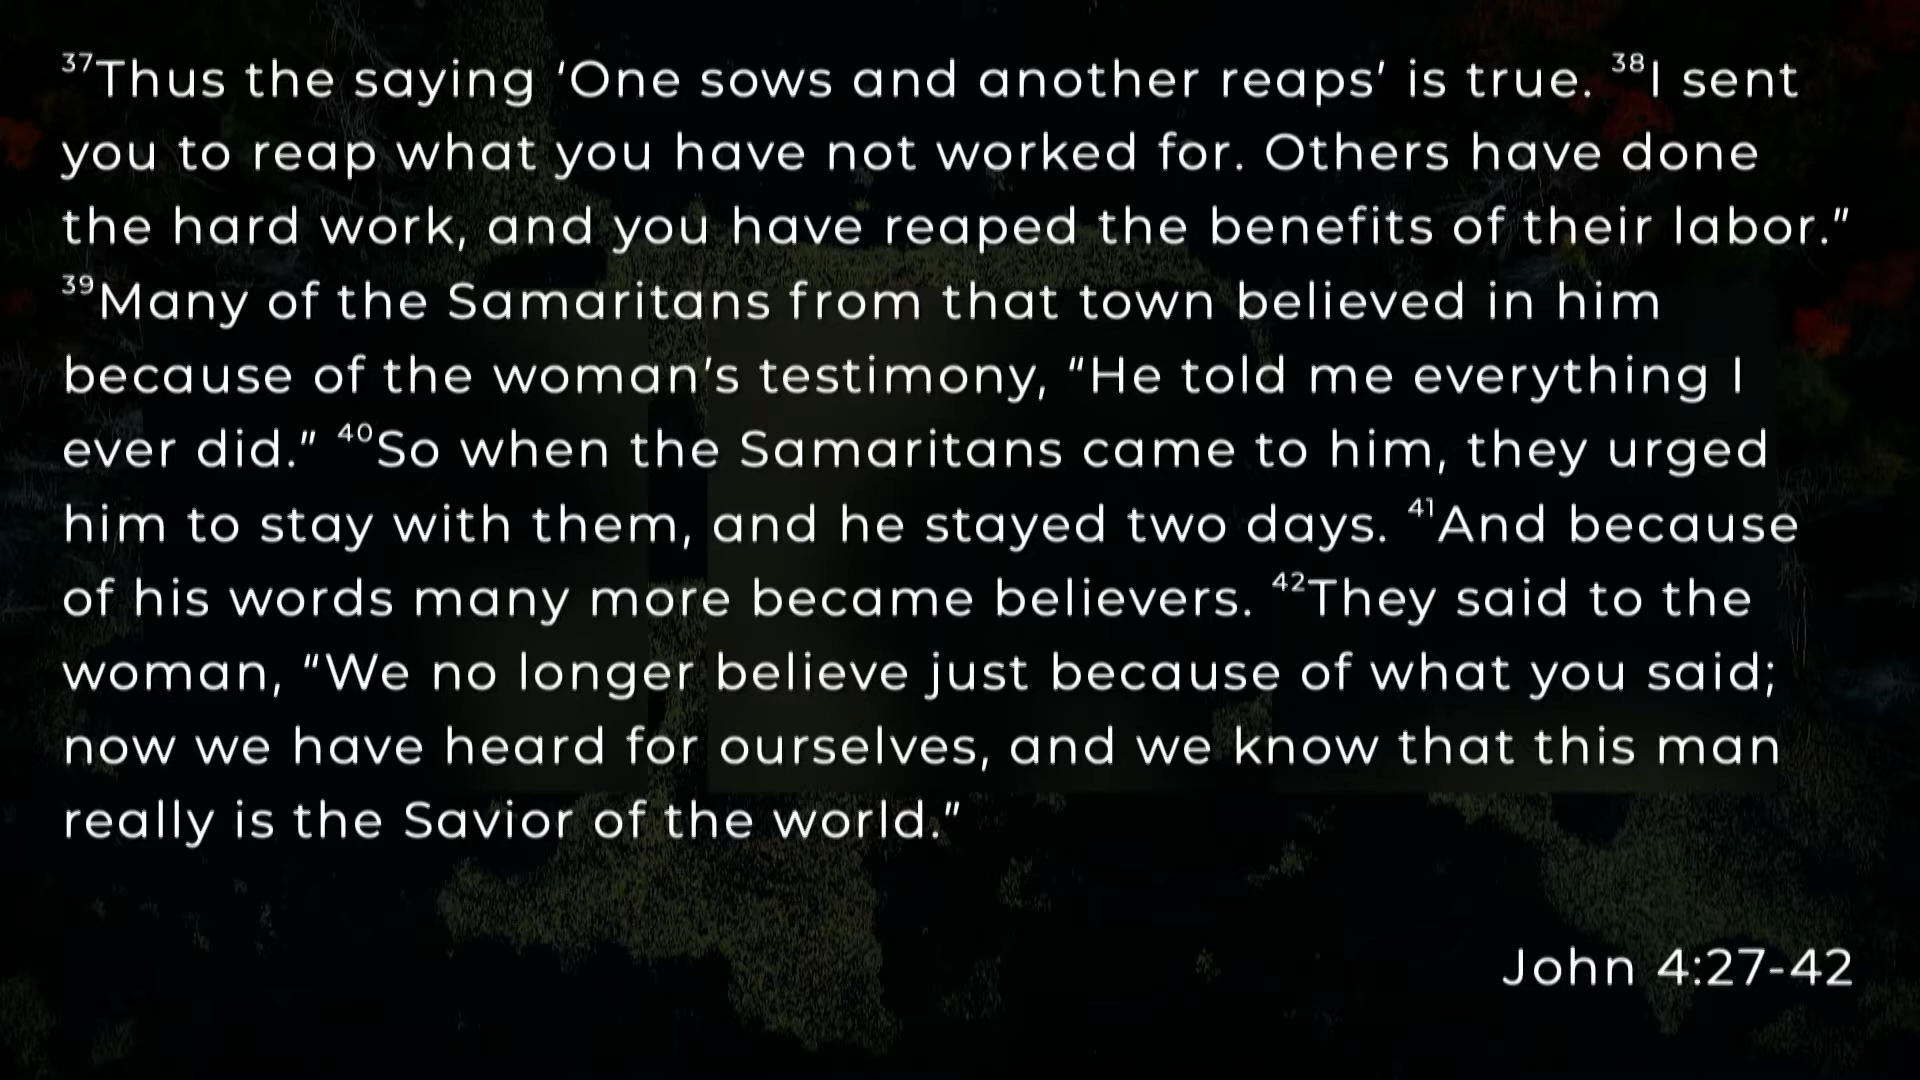 ³⁷Thus the saying ‘One sows and another reaps’ is true. ³⁸I sent
you to reap what you have not worked for. Others have done
the hard work, and you have reaped the benefits of their labor.”
³⁹Many of the Samaritans from that town believed in him
because of the woman’s testimony, “He told me everything I
ever did.” ⁴⁰So when the Samaritans came to him, they urged
him to stay with them, and he stayed two days. ⁴¹And because
of his words many more became believers. ⁴²They said to the
woman, “We no longer believe just because of what you said;
now we have heard for ourselves, and we know that this man
really is the Savior of the world.”
John 4:27-42